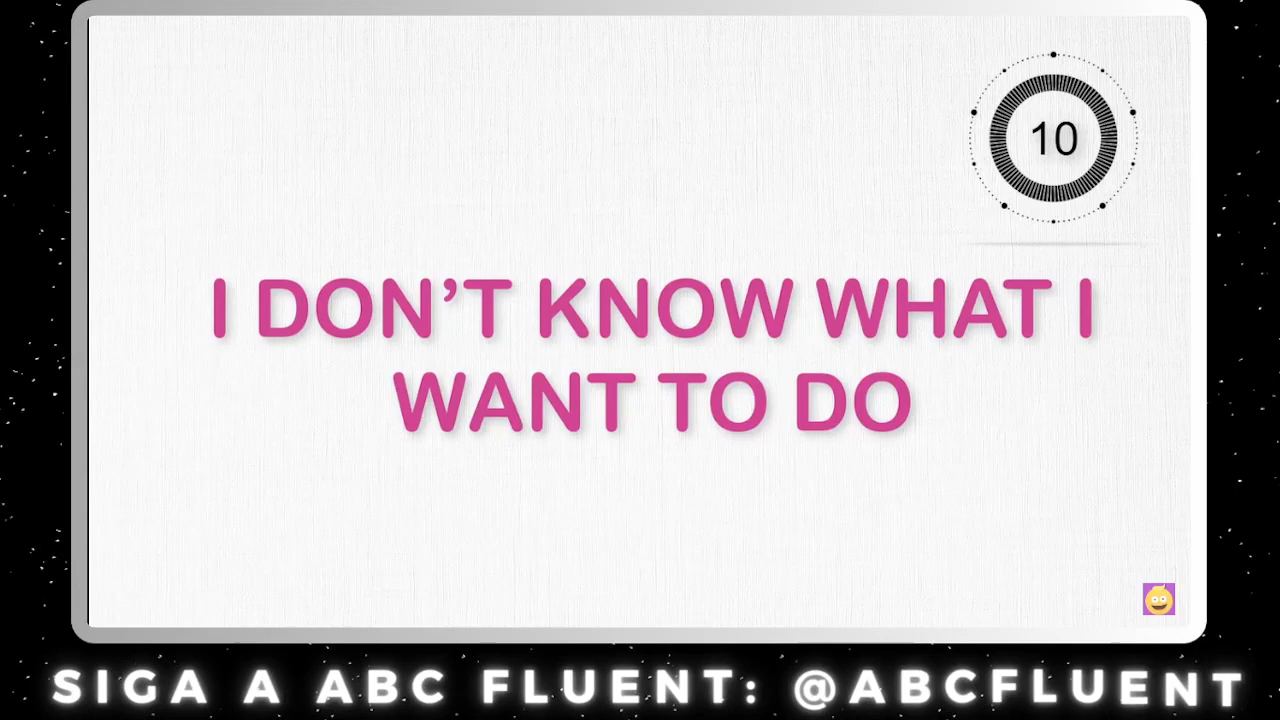 10
I DON’T KNOW WHAT I
WANT TO DO
SIGA A ABC FLUENT: @ABCFLUENT